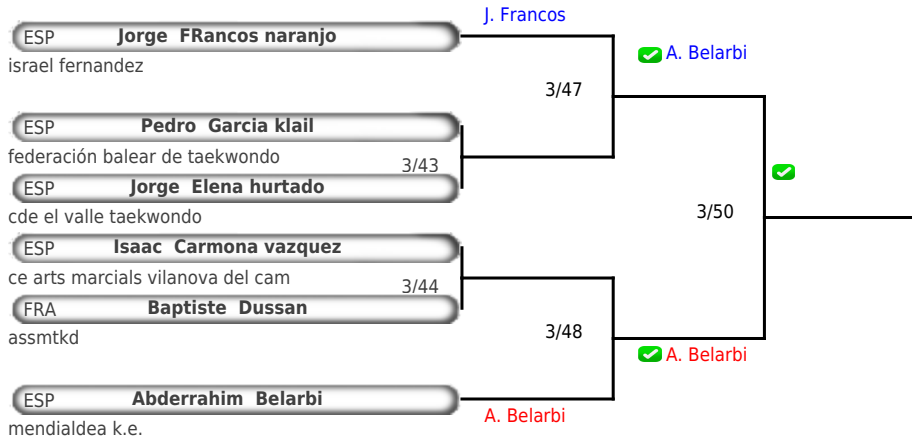 J. Francos
ESP Jorge FRancos naranjo
israel fernandez
A. Belarbi
3/47
ESP Pedro Garcia klail
federación balear de taekwondo
3/43
ESP Jorge Elena hurtado
cde el valle taekwondo
3/50
ESP Isaac Carmona vazquez
ce arts marcials vilanova del cam
3/44
FRA Baptiste Dussan
assmtkd
3/48
A. Belarbi
ESP Abderrahim Belarbi
A. Belarbi
mendialdea k.e.